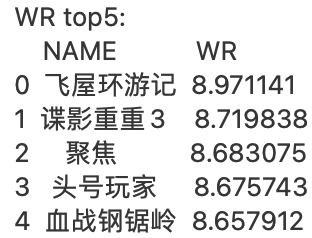 WR top5:
NAME WR
0 飞屋环游记 8.971141
1 谍影重重3 8.719838
2 聚焦 8.683075
3 头号玩家 8.675743
4 血战钢锯岭 8.657912